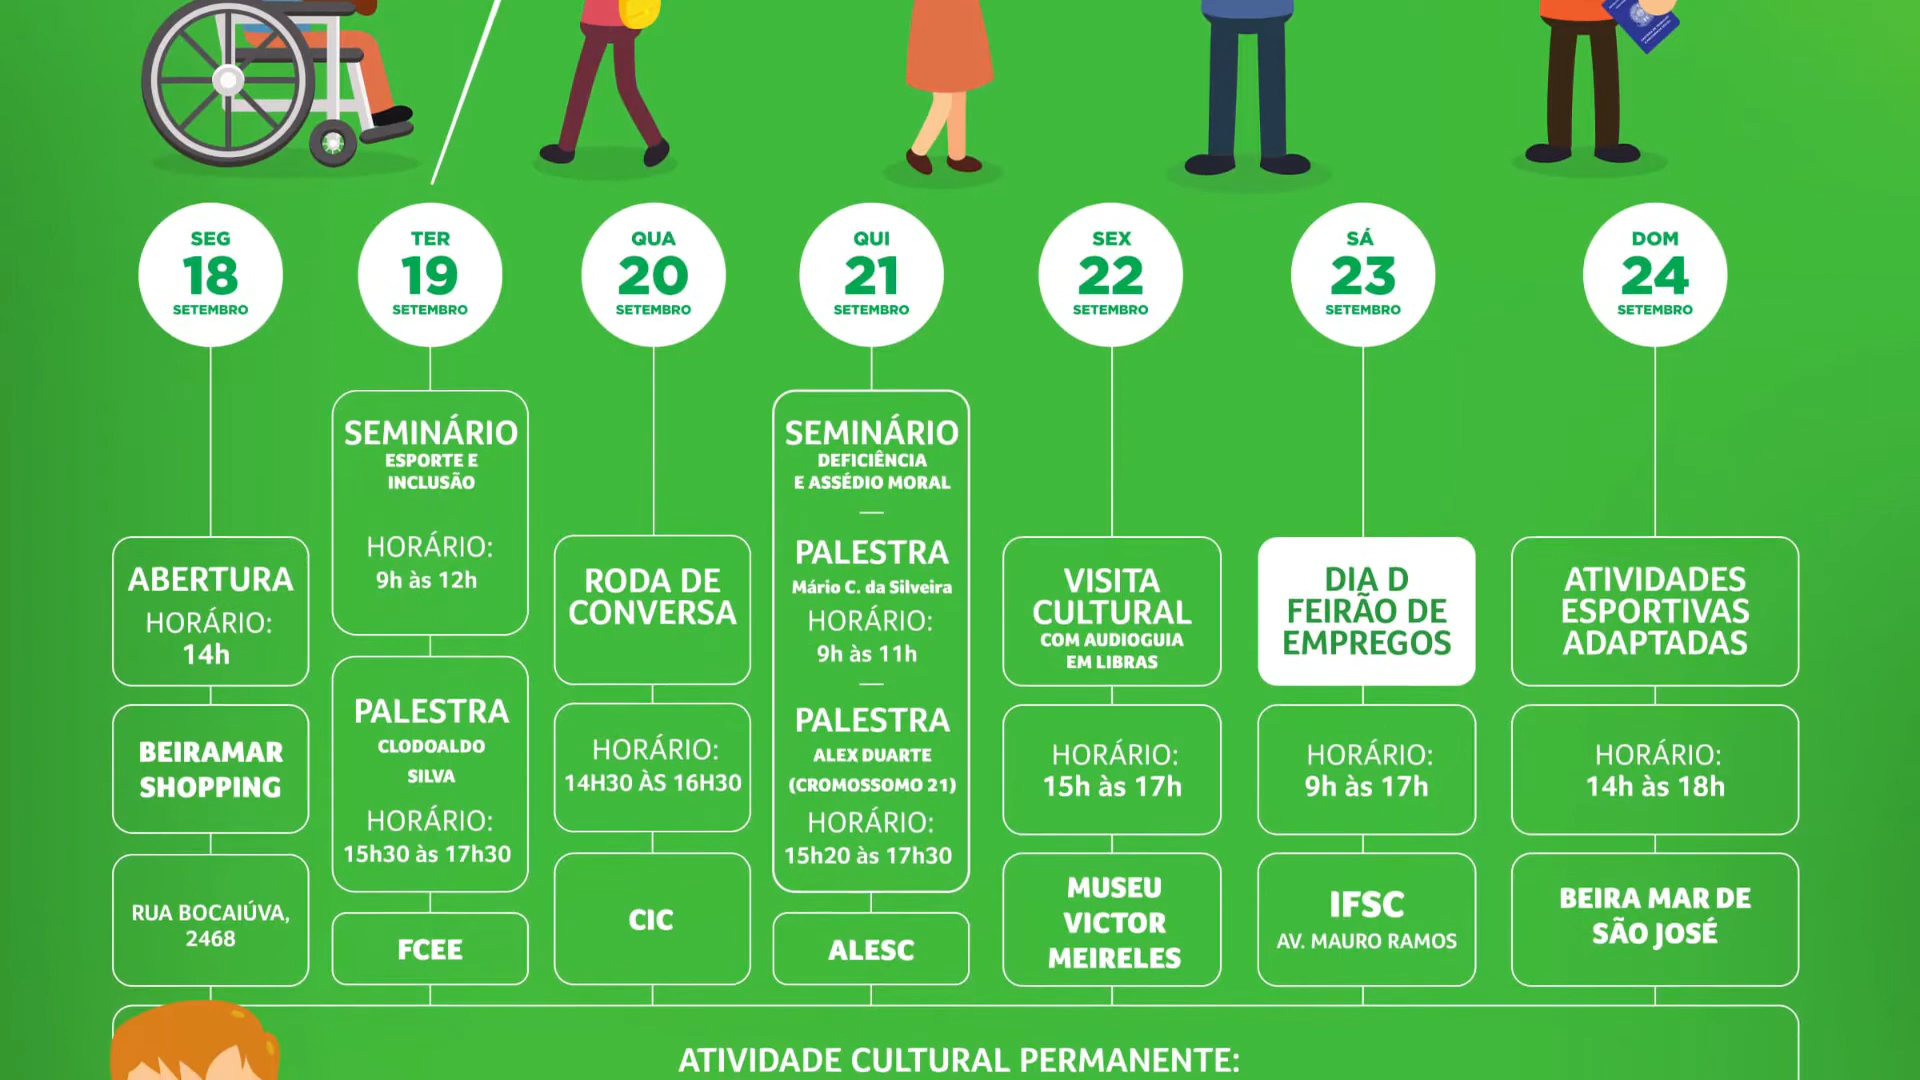 SEG
18
SETEMBRO
TER
19
SETEMBRO
QUA
20
SETEMBRO
QUI
21
SETEMBRO
SEX
22
SETEMBRO
SÁ
23
SETEMBRO
DOM
24
SETEMBRO
ABERTURA
HORÁRIO:
14h
BEIRAMAR
SHOPPING
RUA BOCAIÚVA,
2468
SEMINÁRIO
ESPORTE E
INCLUSÃO
HORÁRIO:
9h às 12h
PALESTRA
CLODOALDO
SILVA
HORÁRIO:
15h30 às 17h30
FCEE
RODA DE
CONVERSA
HORÁRIO:
14H30 ÀS 16H30
CIC
SEMINÁRIO
DEFICIÊNCIA
E ASSÉDIO MORAL
—
PALESTRA
Mário C. da Silveira
HORÁRIO:
9h às 11h
—
PALESTRA
ALEX DUARTE
(CROMOSSOMO 21)
HORÁRIO:
15h20 às 17h30
ALESC
VISITA
CULTURAL
COM AUDIOGUIA
EM LIBRAS
HORÁRIO:
15h às 17h
MUSEU
VICTOR
MEIRELES
DIA D
FEIRÃO DE
EMPREGOS
HORÁRIO:
9h às 17h
IFSC
AV. MAURO RAMOS
ATIVIDADES
ESPORTIVAS
ADAPTADAS
HORÁRIO:
14h às 18h
BEIRA MAR DE
SÃO JOSÉ
ATIVIDADE CULTURAL PERMANENTE: